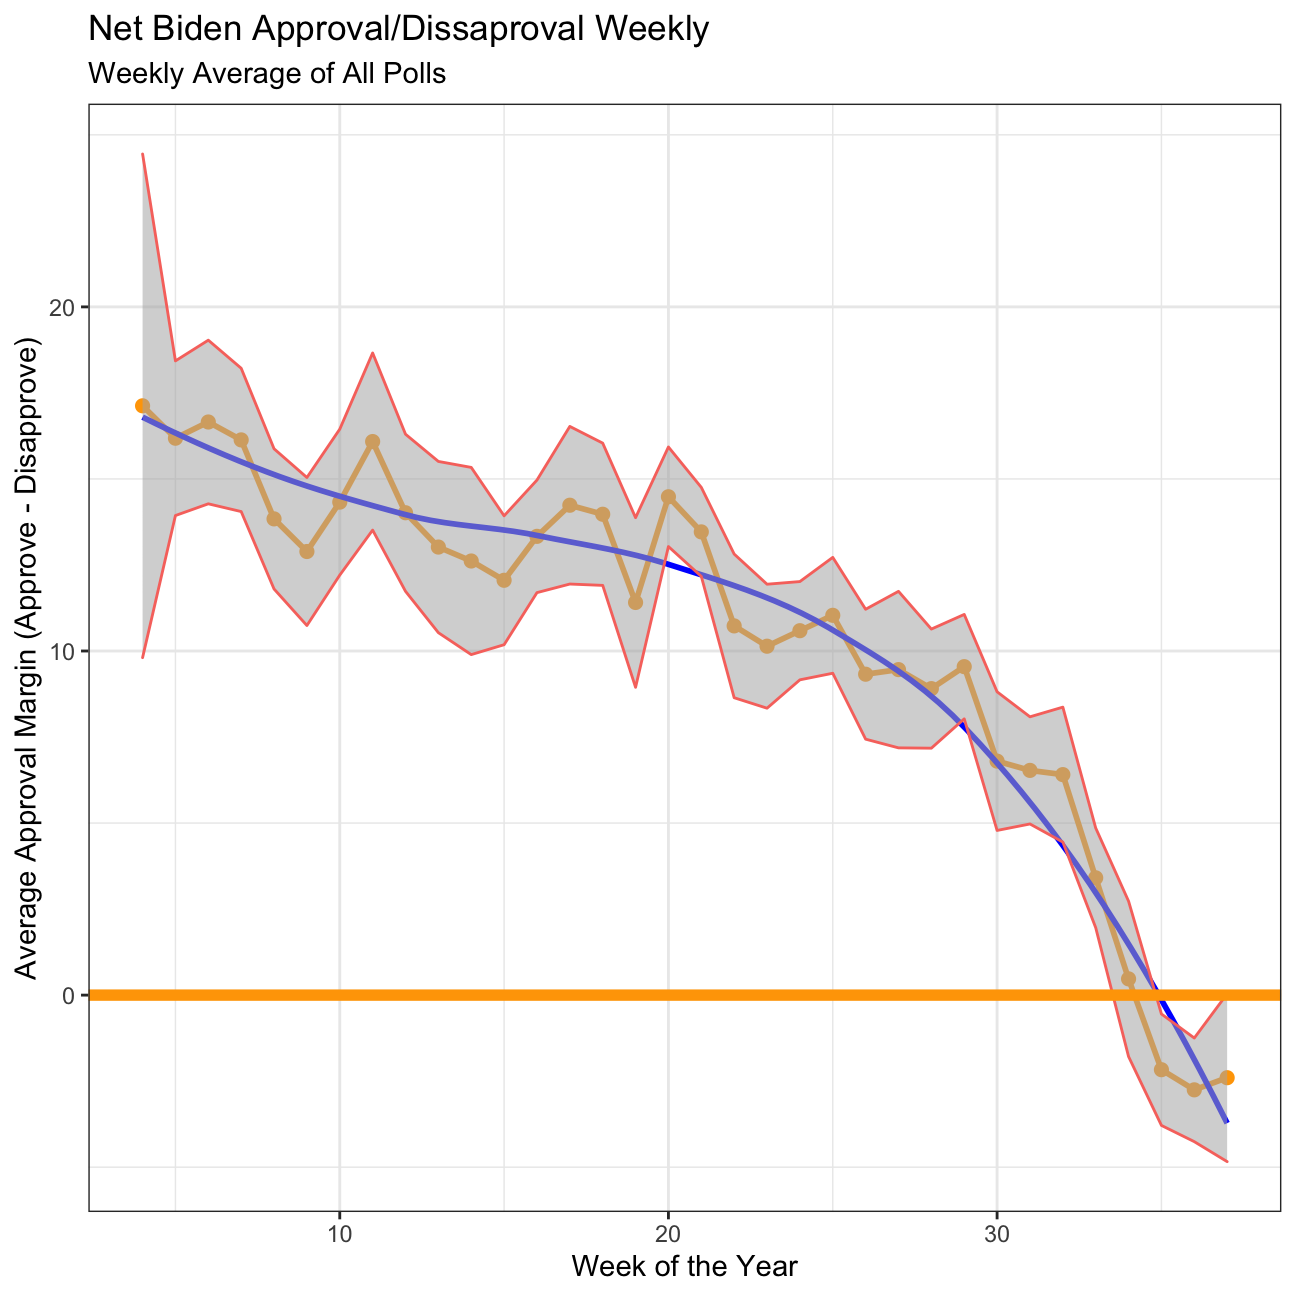 Net Biden Approval/Dissaproval Weekly
Weekly Average of All Polls
Average Approval Margin (Approve - Disapprove)
20
10
0
10
20
30
Week of the Year